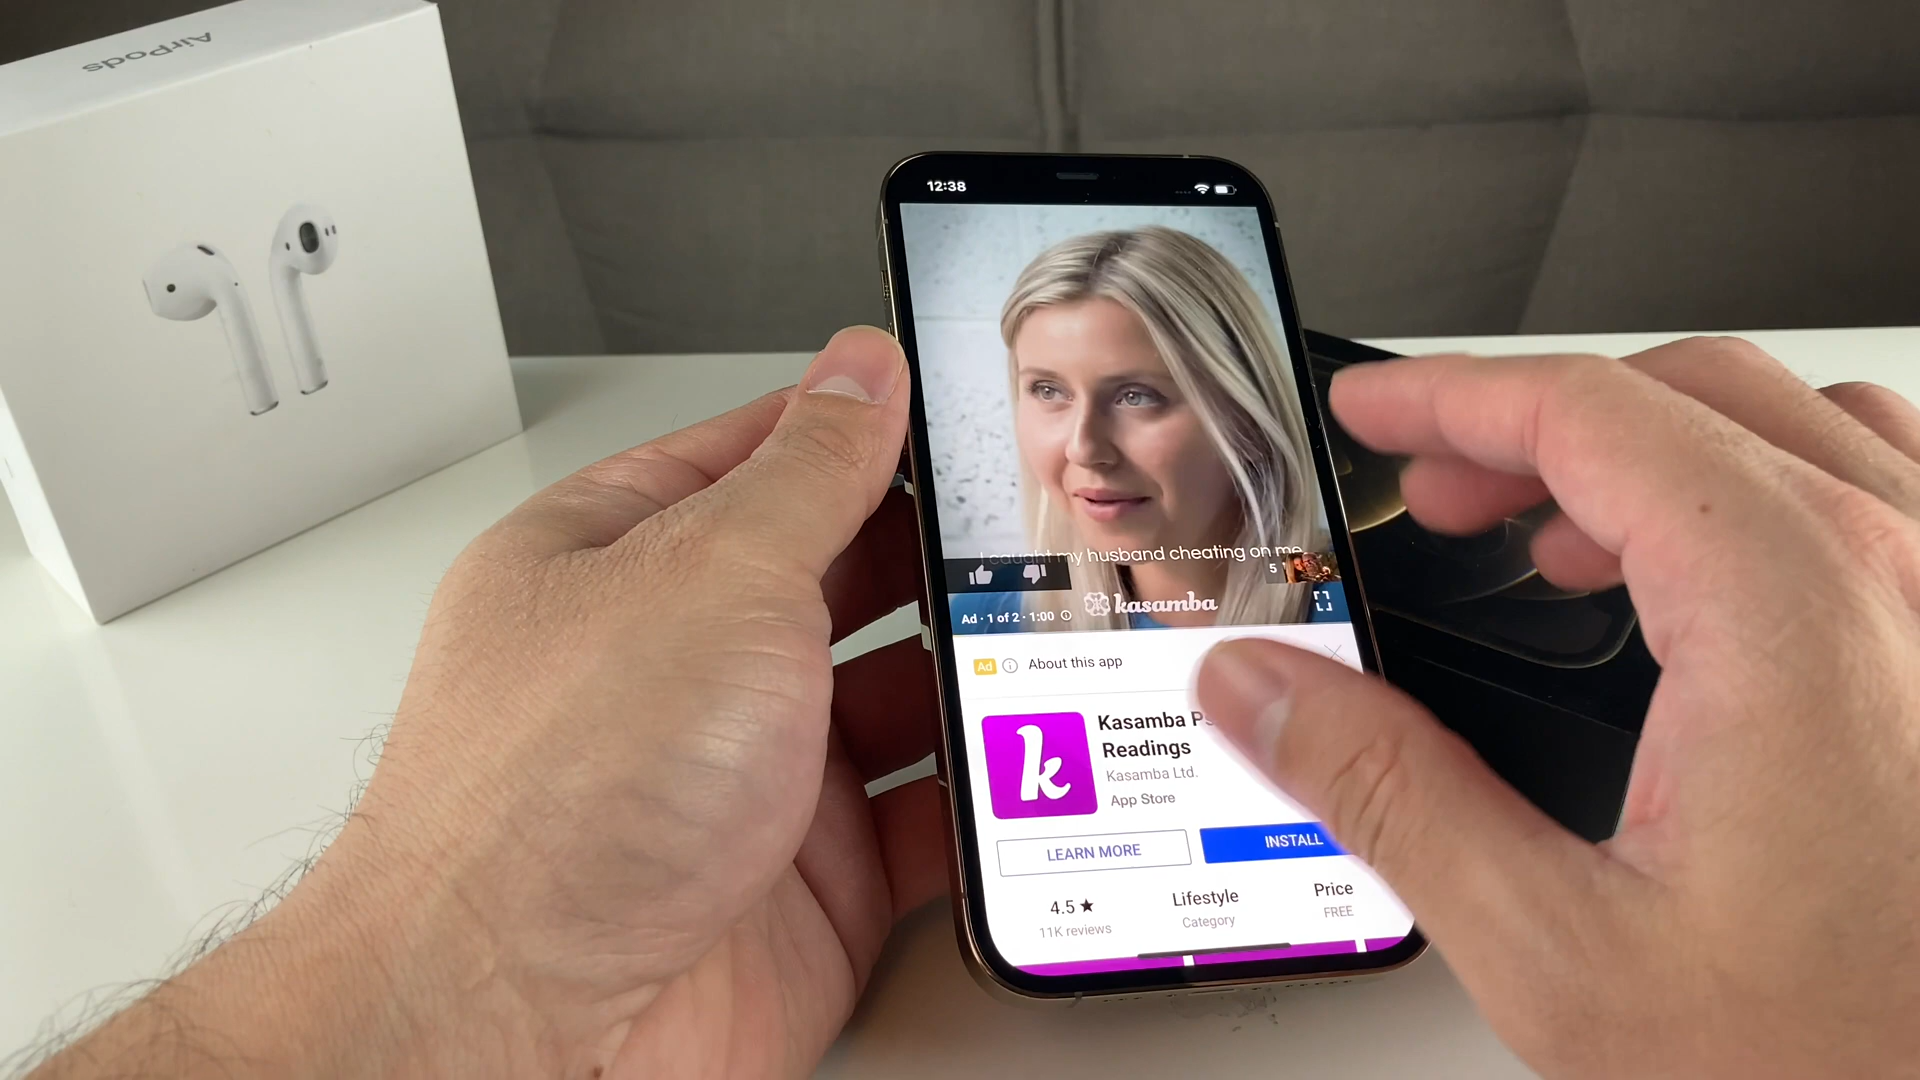 AirPods
12:38
I caught my husband cheating on me
5
Ad · 1 of 2 · 1:00
kasamba
Ad About this app
k
Kasamba
Readings
Kasamba Ltd.
App Store
LEARN MORE
INSTALL
4.5 ★
11K reviews
Lifestyle
Category
Price
FREE